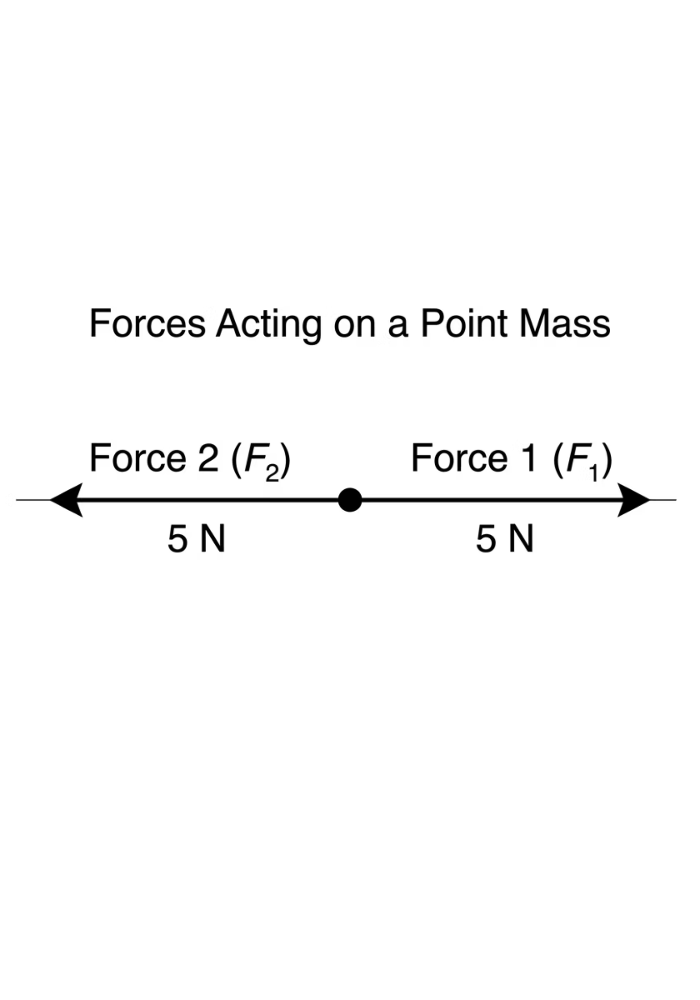 Forces Acting on a Point Mass
Force 2 (F₂) Force 1 (F₁)
5 N 5 N